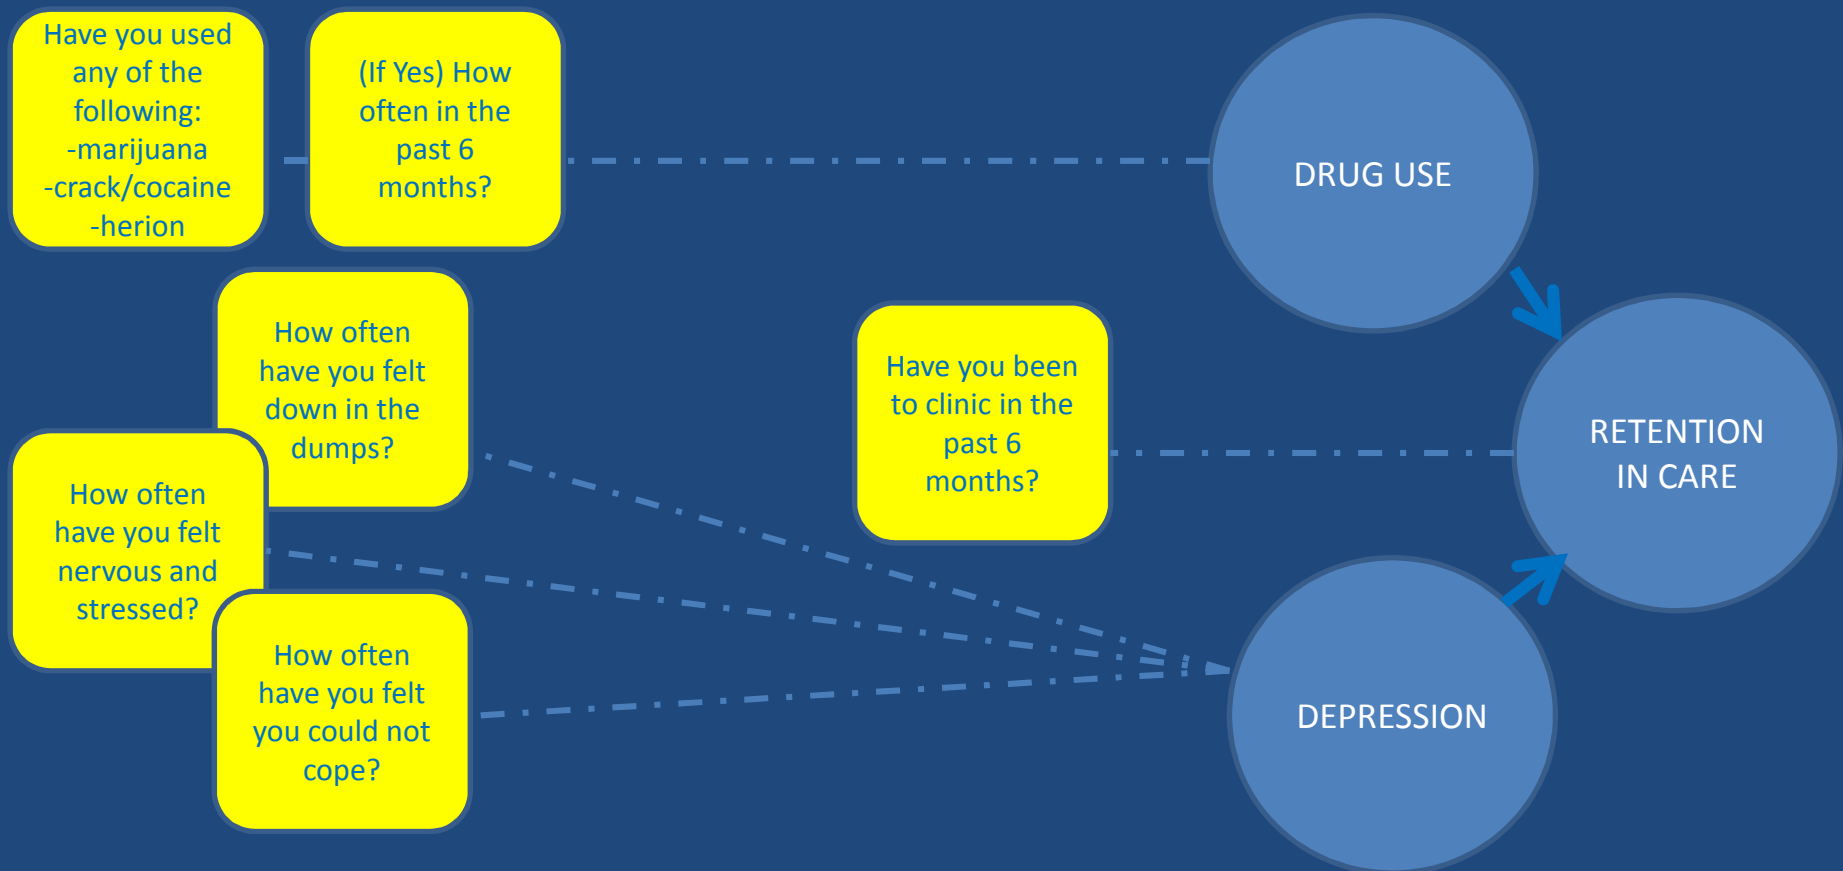 Have you used
any of the
following:
-marijuana
-crack/cocaine
-herion
(If Yes) How
often in the
past 6
months?
DRUG USE
How often
have you felt
down in the
dumps?
Have you been
to clinic in the
past 6
months?
RETENTION
IN CARE
How often
have you felt
nervous and
stressed?
How often
have you felt
you could not
cope?
DEPRESSION